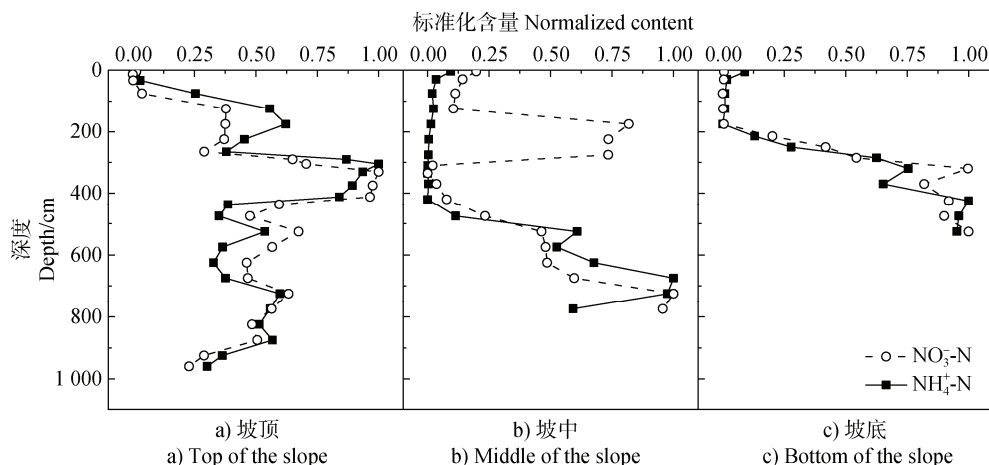 标准化含量 Normalized content
0.00 0.25 0.50 0.75 1.00 0.00 0.25 0.50 0.75 1.00 0.00 0.25 0.50 0.75 1.00
0
200
400
600
800
1 000
深度
Depth/cm
NO₃⁻-N
NH₄⁺-N
a) 坡顶 b) 坡中 c) 坡底
a) Top of the slope b) Middle of the slope c) Bottom of the slope